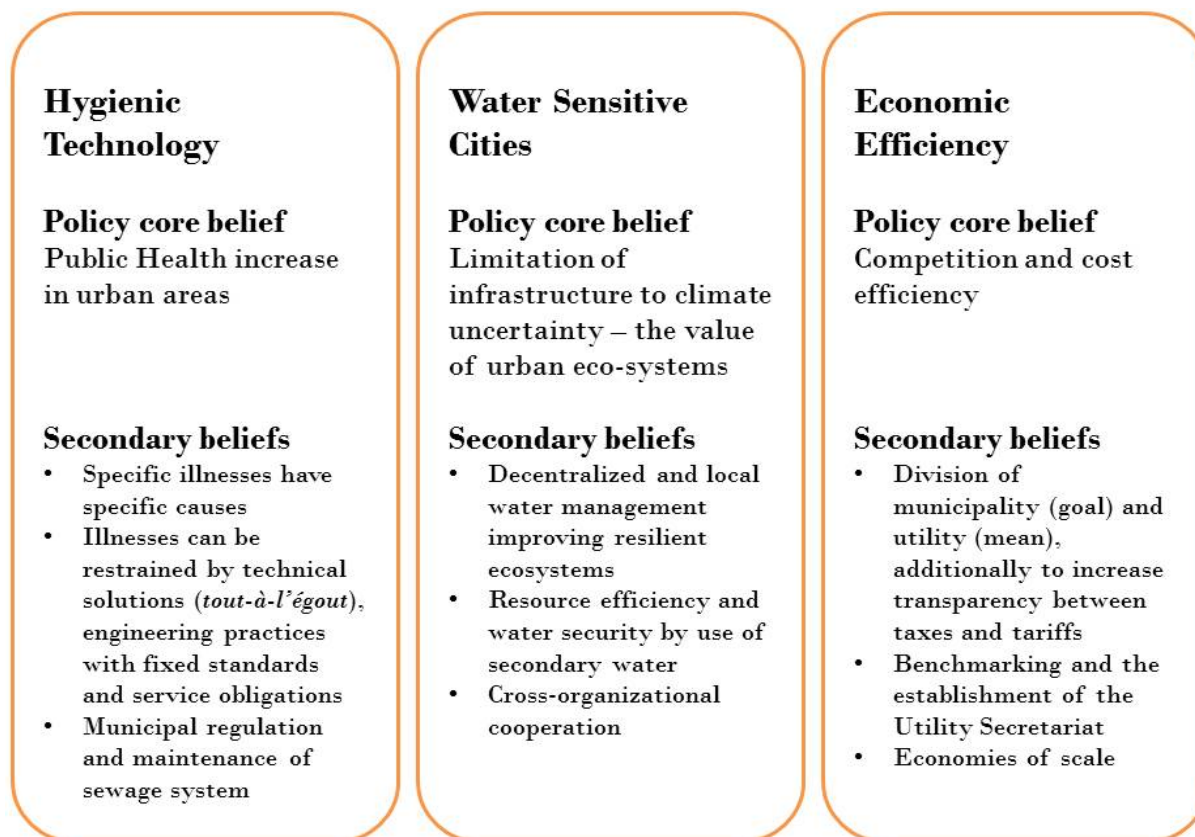 Hygienic
Technology
Policy core belief
Public Health increase
in urban areas
Secondary beliefs
• Specific illnesses have
specific causes
• Illnesses can be
restrained by technical
solutions (tout-à-l'égout),
engineering practices
with fixed standards
and service obligations
• Municipal regulation
and maintenance of
sewage system
Water Sensitive
Cities
Policy core belief
Limitation of
infrastructure to climate
uncertainty – the value
of urban eco-systems
Secondary beliefs
• Decentralized and local
water management
improving resilient
ecosystems
• Resource efficiency and
water security by use of
secondary water
• Cross-organizational
cooperation
Economic
Efficiency
Policy core belief
Competition and cost
efficiency
Secondary beliefs
• Division of
municipality (goal) and
utility (mean),
additionally to increase
transparency between
taxes and tariffs
• Benchmarking and the
establishment of the
Utility Secretariat
• Economies of scale